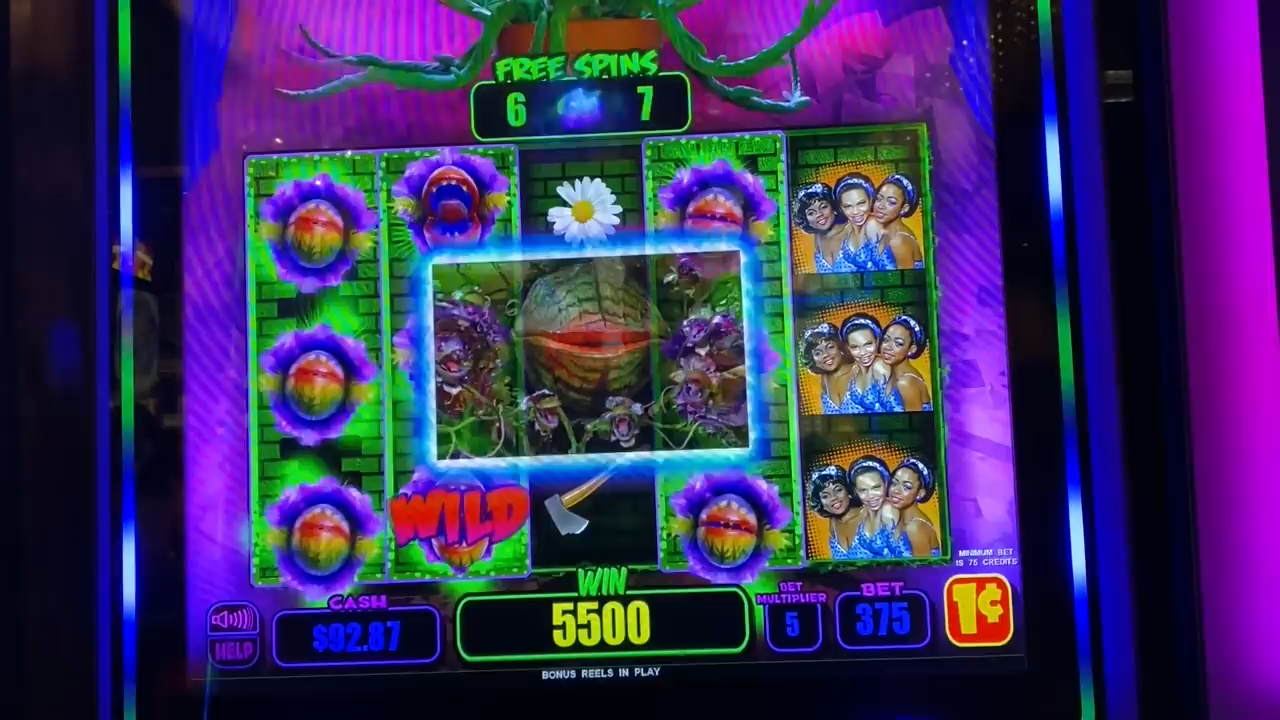 FREE SPINS
6 7
WILD
MINIMUM BET
IS 75 CREDITS
WIN
5500
CASH
$92.87
HELP
BET
MULTIPLIER
5
BET
375
1¢
BONUS REELS IN PLAY